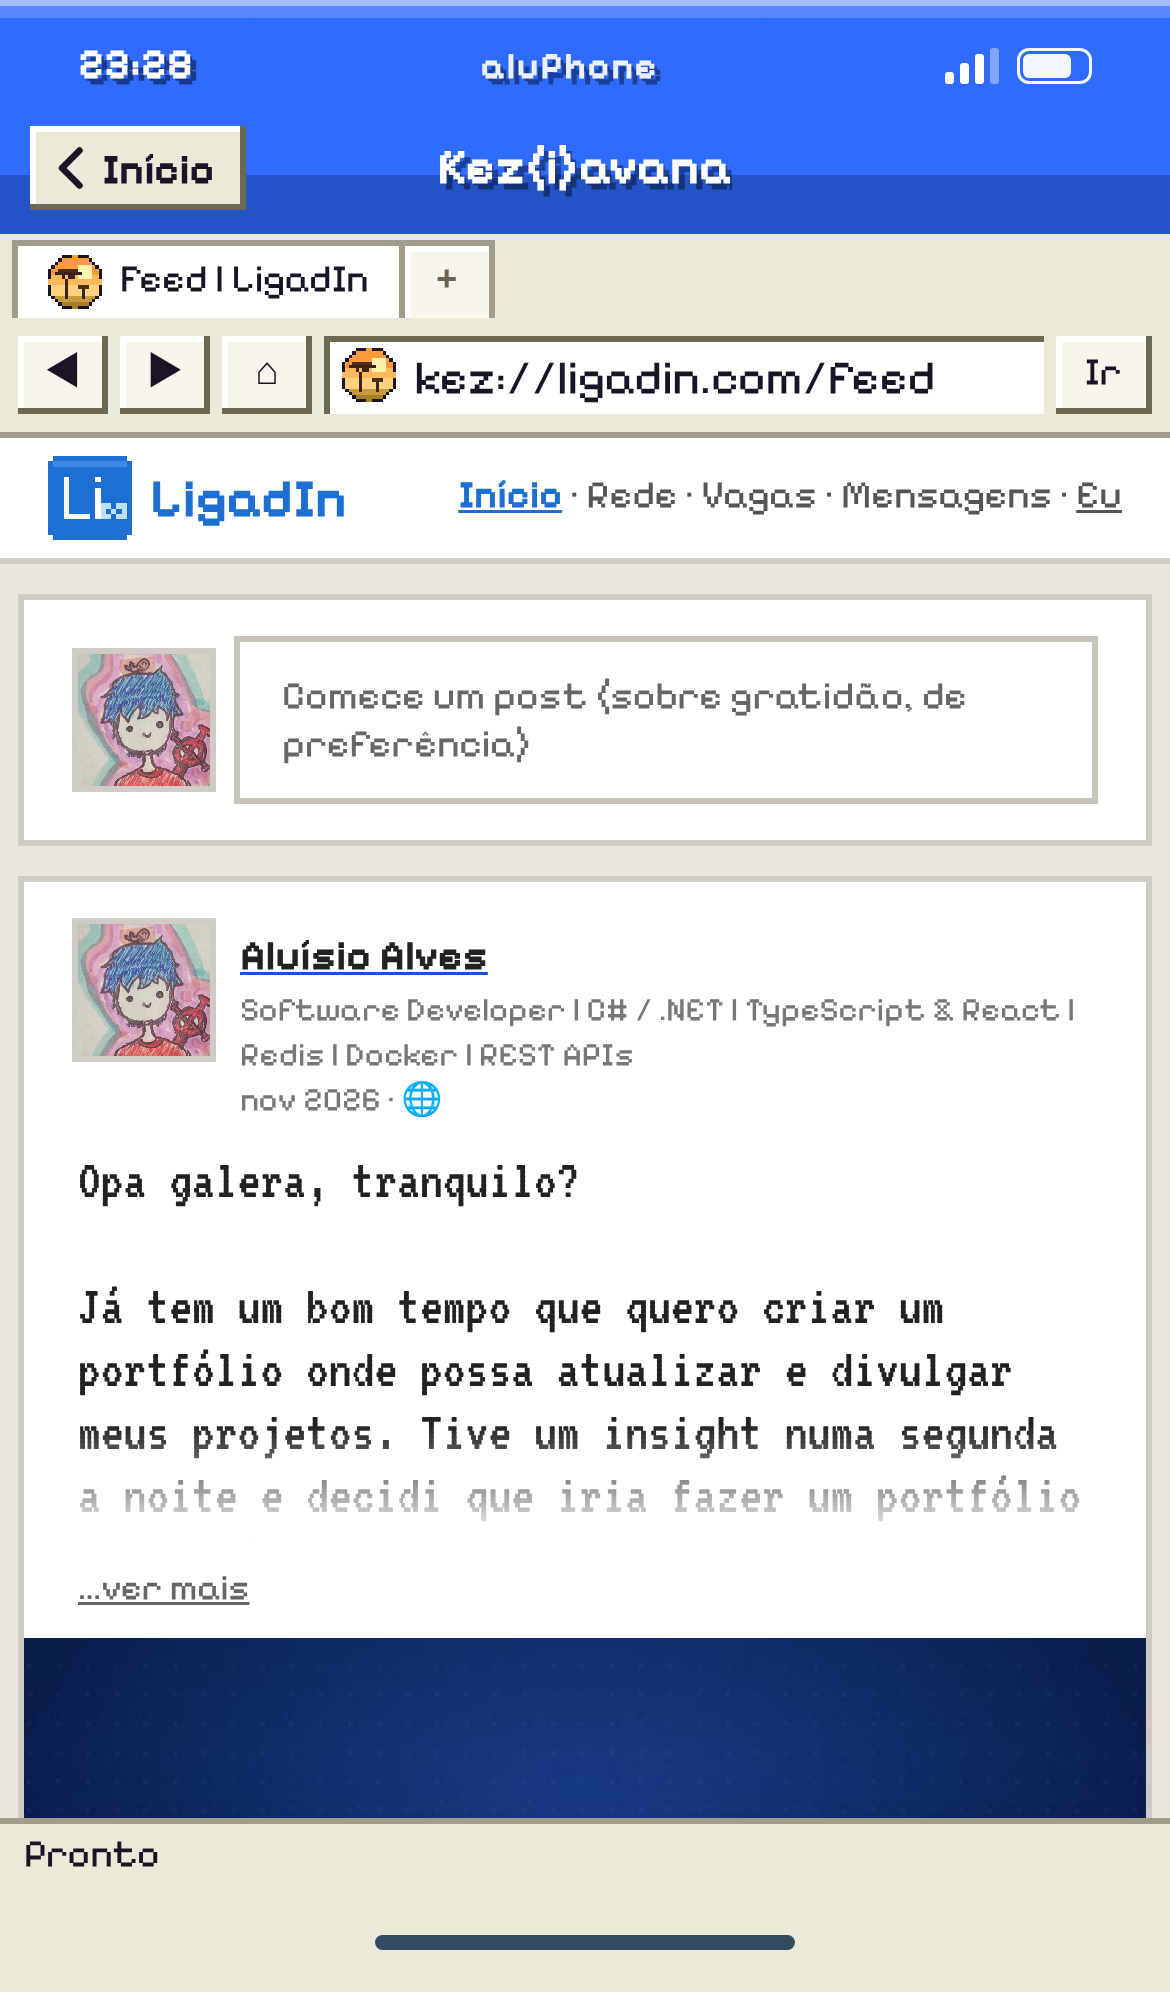 23:28
aluPhone
Início
Kez(i)avana
Feed | LigadIn
+
kez://ligadin.com/feed
Ir
Li
LigadIn
Início · Rede · Vagas · Mensagens · Eu
Comece um post (sobre gratidão, de
preferência)
Aluísio Alves
Software Developer | C# / .NET | TypeScript & React |
Redis | Docker | REST APIs
nov 2026 ·
Opa galera, tranquilo?
Já tem um bom tempo que quero criar um
portfólio onde possa atualizar e divulgar
meus projetos. Tive um insight numa segunda
a noite e decidi que iria fazer um portfólio
...ver mais
Pronto